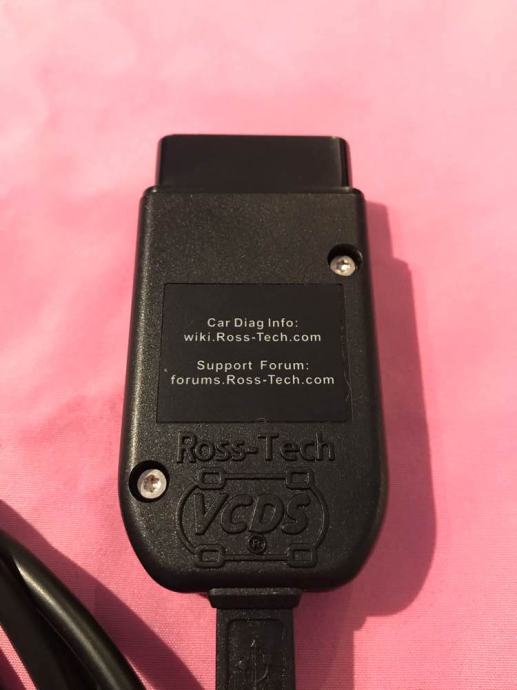 Car Diag Info:
wiki.Ross-Tech.com
Support Forum:
forums.Ross-Tech.com
Ross-Tech
VCDS
®